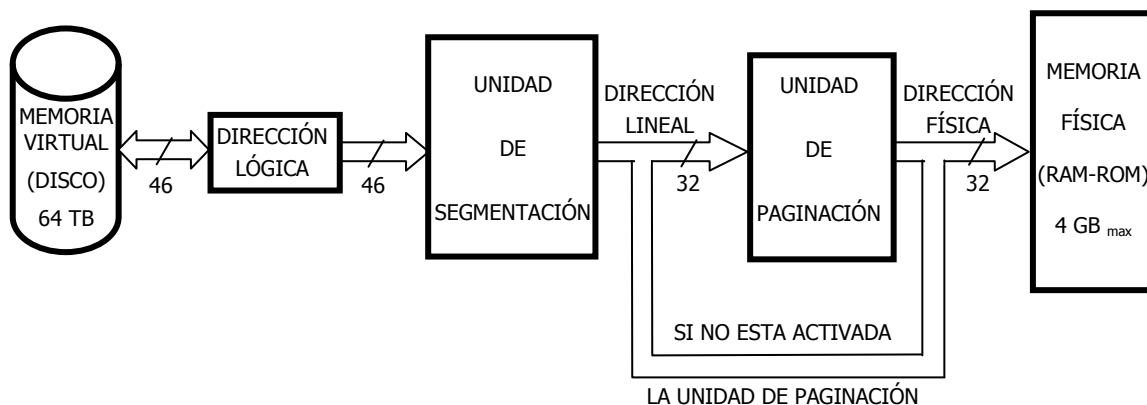 MEMORIA
VIRTUAL
(DISCO)
64 TB
46
DIRECCIÓN
LÓGICA
46
UNIDAD
DE
SEGMENTACIÓN
DIRECCIÓN
LINEAL
32
UNIDAD
DE
PAGINACIÓN
DIRECCIÓN
FÍSICA
32
MEMORIA
FÍSICA
(RAM-ROM)
4 GB max
SI NO ESTA ACTIVADA
LA UNIDAD DE PAGINACIÓN